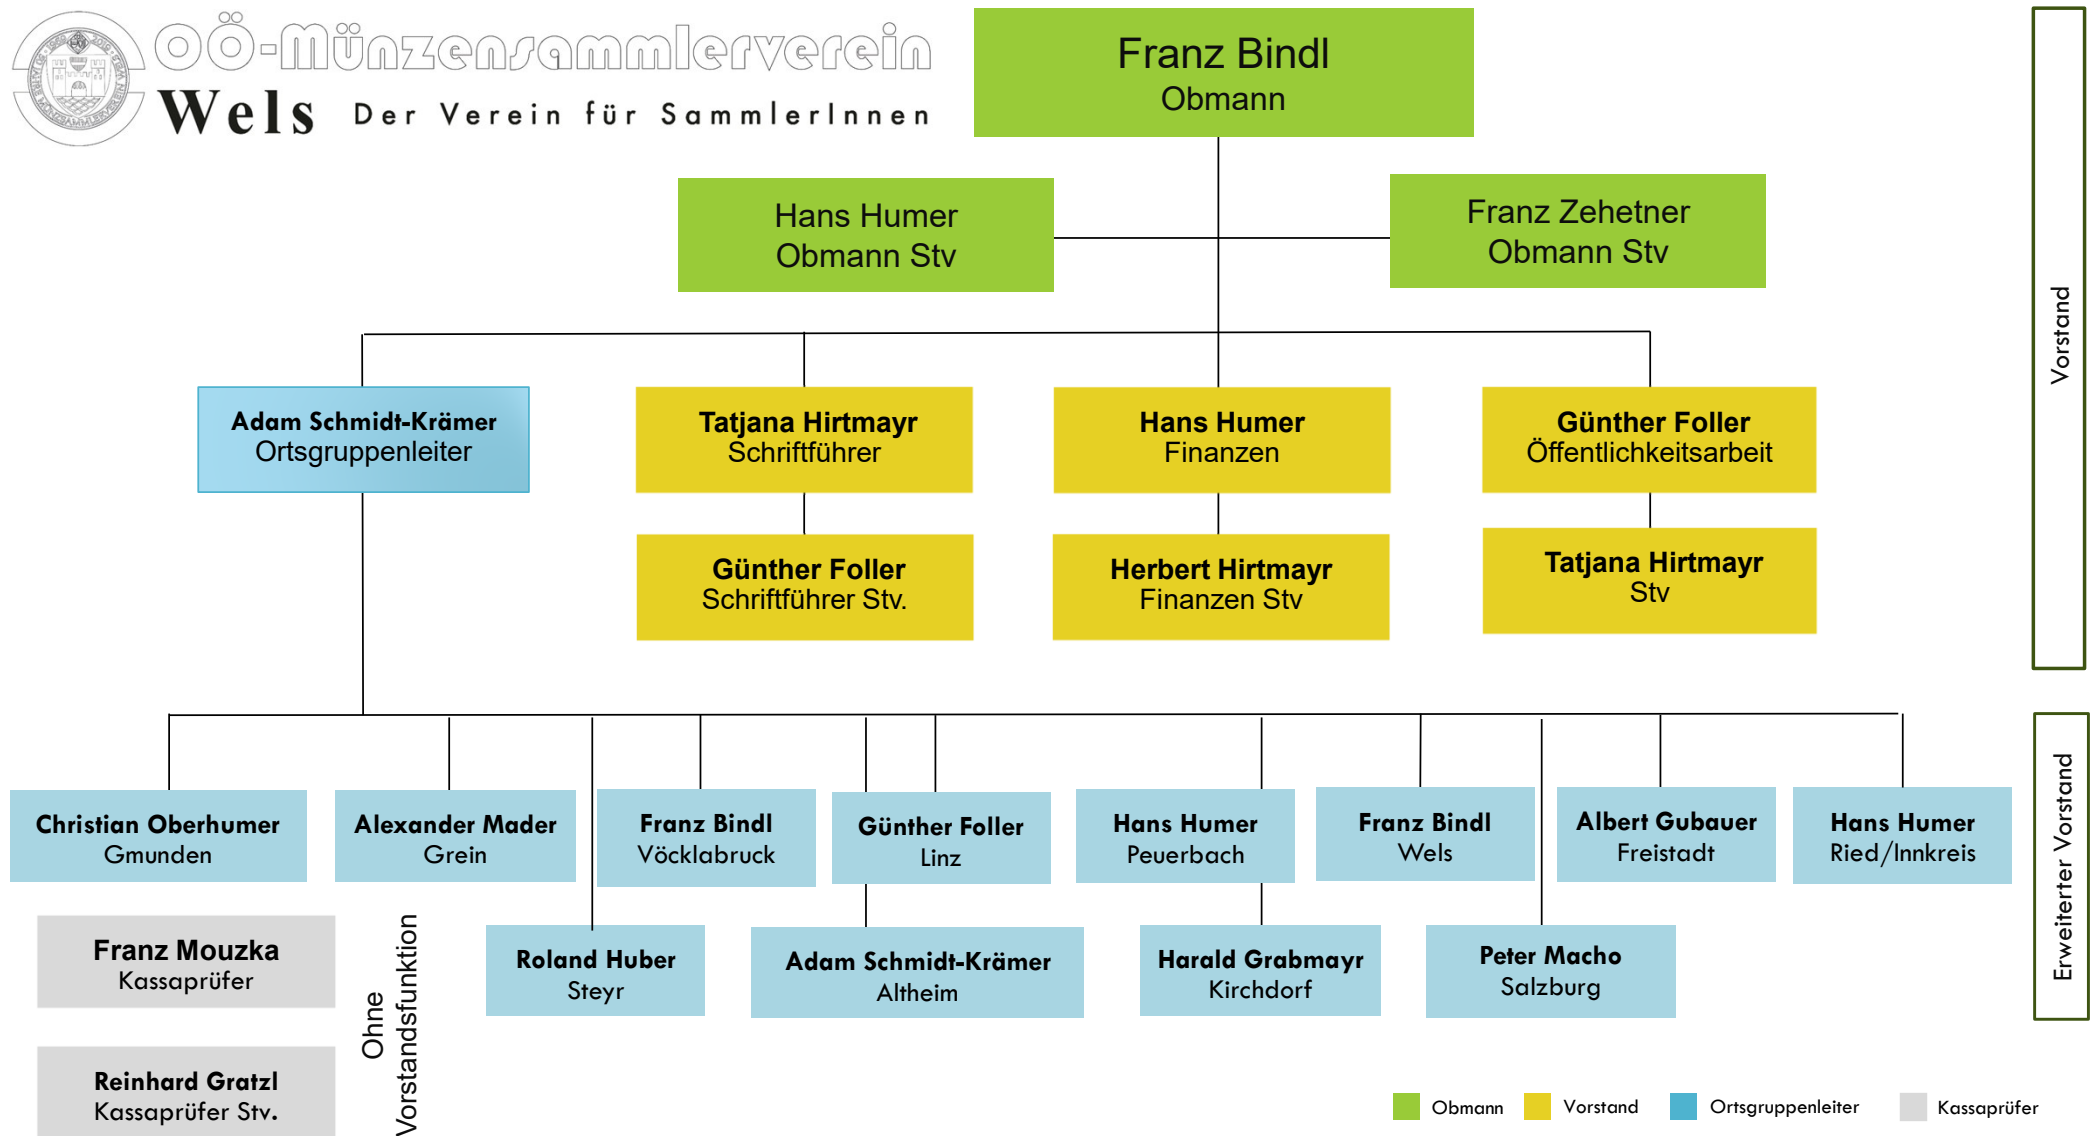 OÖ-Münzensammlerverein
Wels Der Verein für SammlerInnen
Franz Bindl
Obmann
Hans Humer
Obmann Stv
Franz Zehetner
Obmann Stv
Vorstand
Adam Schmidt-Krämer
Ortsgruppenleiter
Tatjana Hirtmayr
Schriftführer
Hans Humer
Finanzen
Günther Foller
Öffentlichkeitsarbeit
Günther Foller
Schriftführer Stv.
Herbert Hirtmayr
Finanzen Stv
Tatjana Hirtmayr
Stv
Christian Oberhumer
Gmunden
Alexander Mader
Grein
Franz Bindl
Vöcklabruck
Günther Foller
Linz
Hans Humer
Peuerbach
Franz Bindl
Wels
Albert Gubauer
Freistadt
Hans Humer
Ried/Innkreis
Erweiterter Vorstand
Franz Mouzka
Kassaprüfer
Ohne
Vorstandsfunktion
Roland Huber
Steyr
Adam Schmidt-Krämer
Altheim
Harald Grabmayr
Kirchdorf
Peter Macho
Salzburg
Reinhard Gratzl
Kassaprüfer Stv.
Obmann
Vorstand
Ortsgruppenleiter
Kassaprüfer